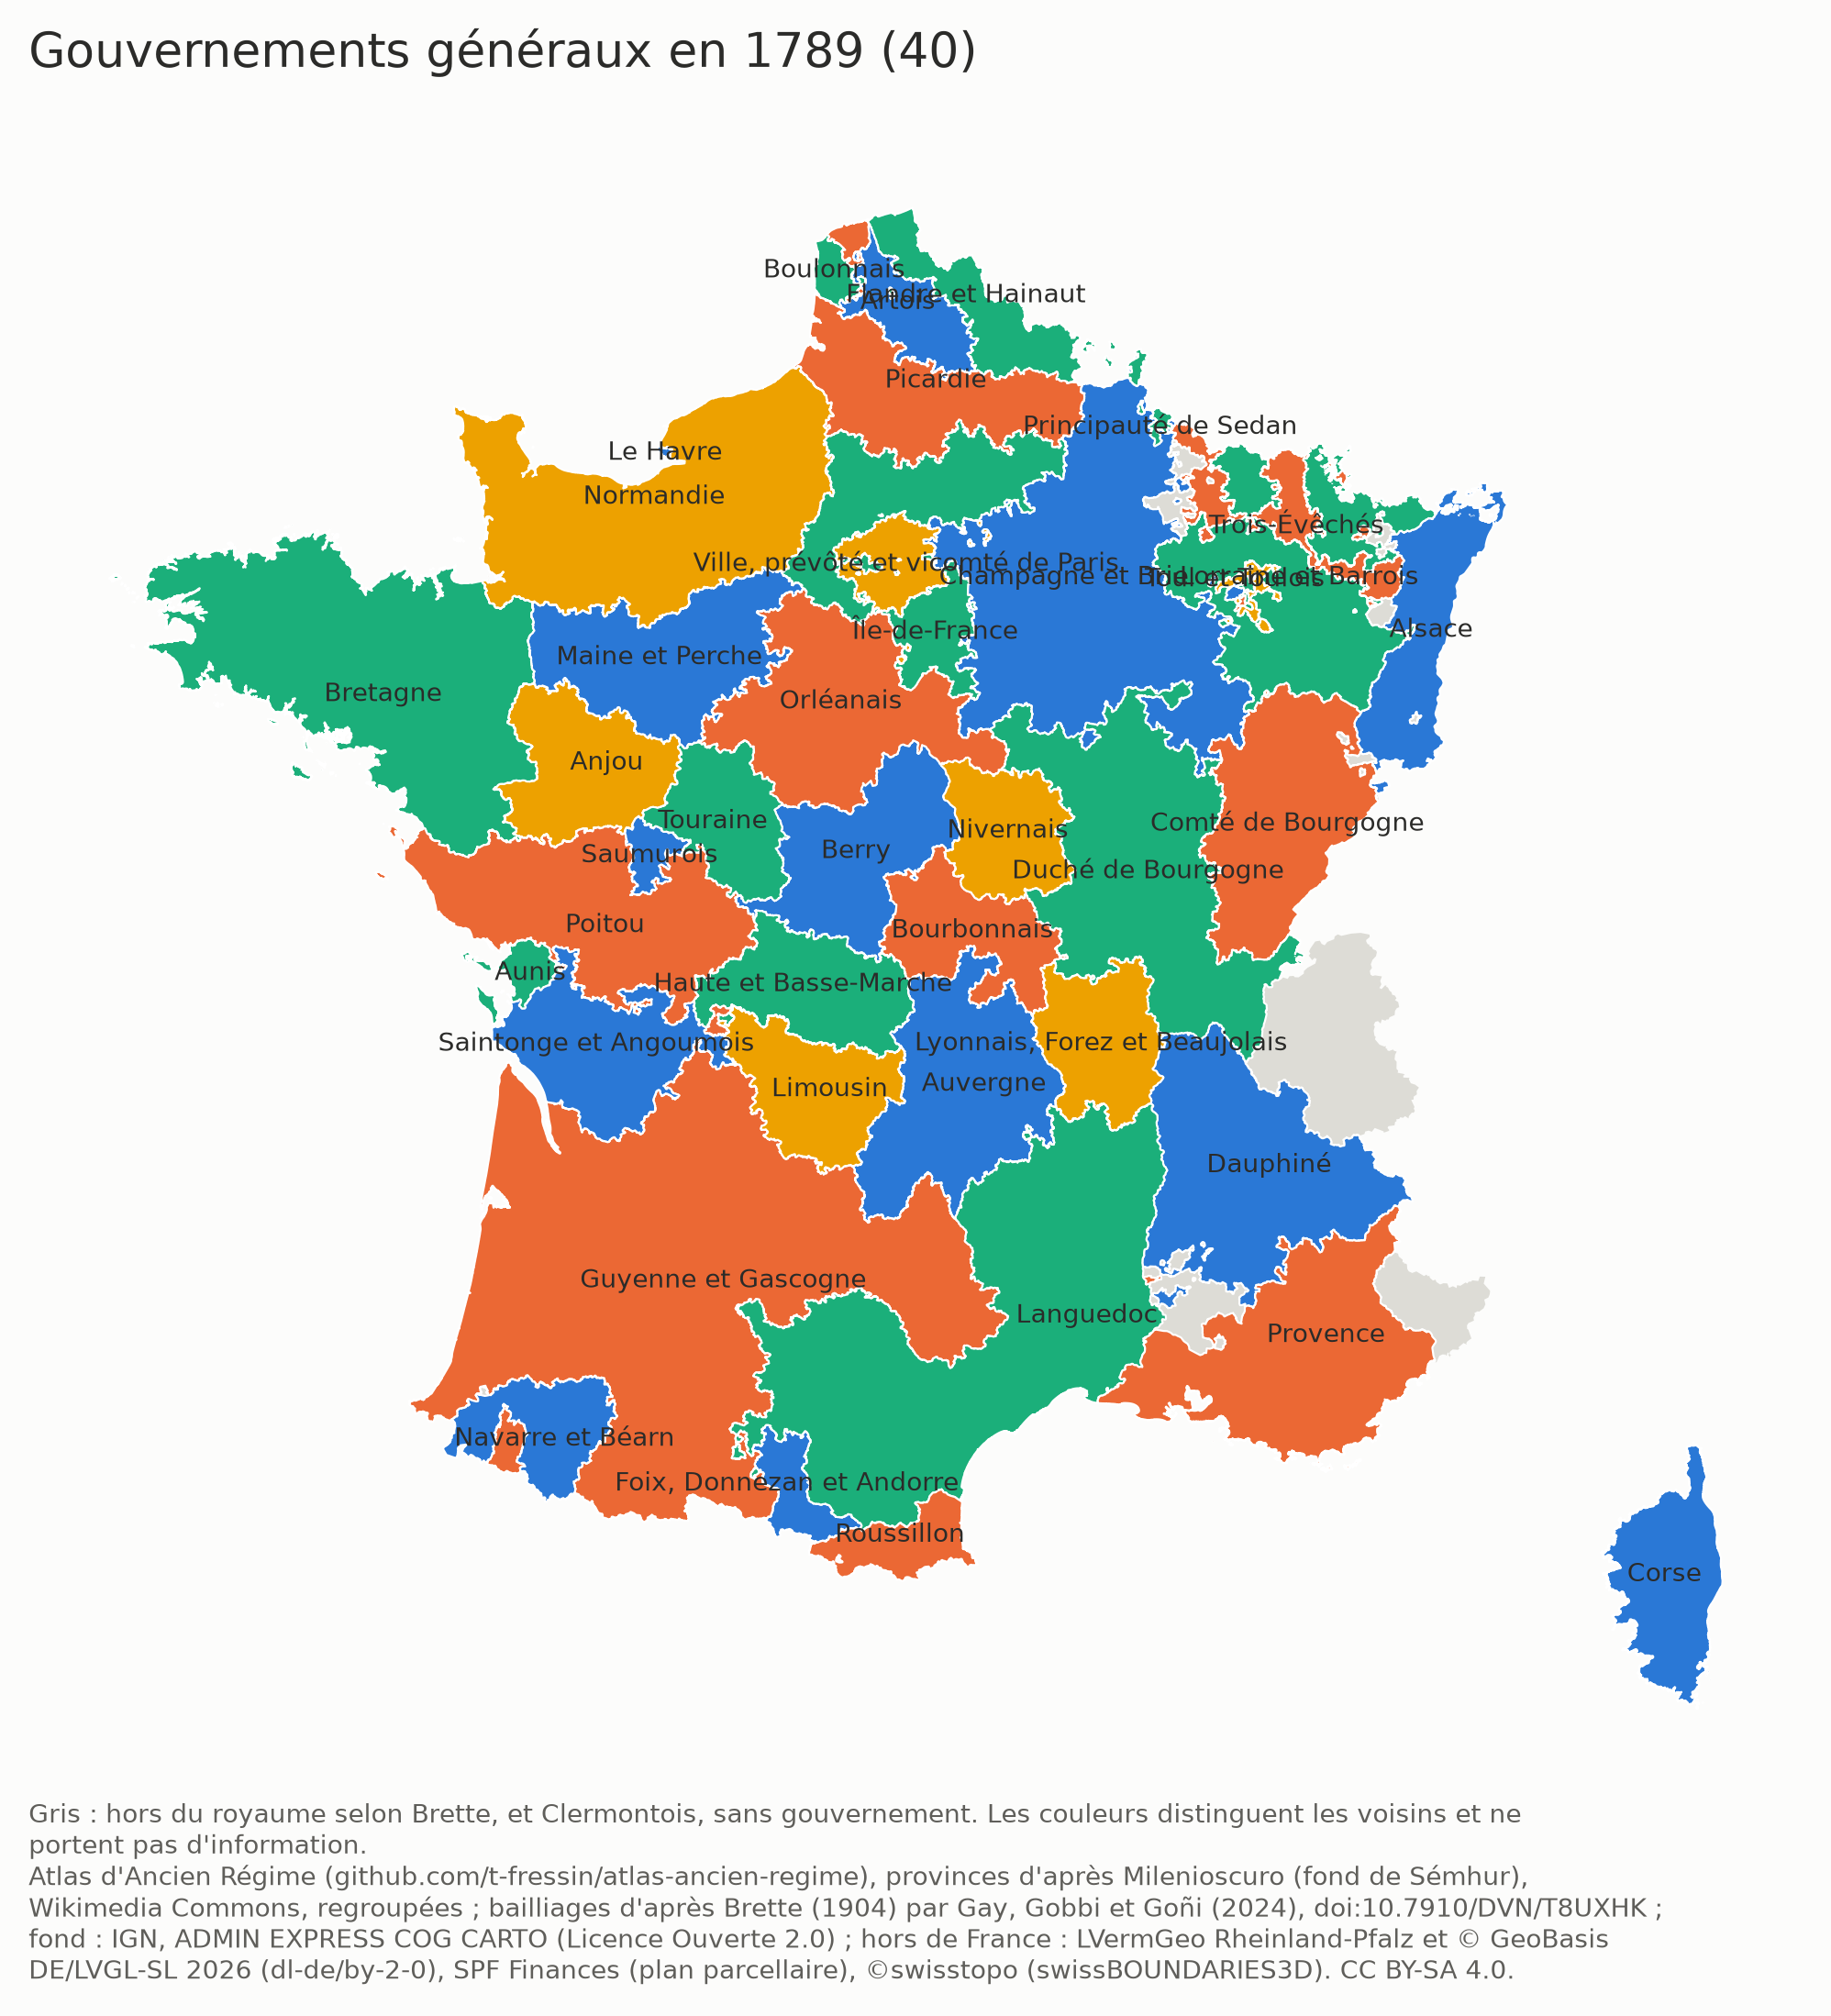 Gouvernements généraux en 1789 (40)
Boulonnais
Flandre et Hainaut
Artois
Picardie
Principauté de Sedan
Le Havre
Normandie
Trois-Évêchés
Ville, prévôté et vicomté de Paris
Champagne et Brie
Lorraine et Barrois
Toul et Toulois
Île-de-France
Alsace
Maine et Perche
Bretagne
Orléanais
Anjou
Touraine
Comté de Bourgogne
Nivernais
Saumurois
Berry
Duché de Bourgogne
Poitou
Bourbonnais
Aunis
Haute et Basse-Marche
Saintonge et Angoumois
Lyonnais, Forez et Beaujolais
Limousin
Auvergne
Dauphiné
Guyenne et Gascogne
Languedoc
Provence
Navarre et Béarn
Foix, Donnezan et Andorre
Roussillon
Corse
Gris : hors du royaume selon Brette, et Clermontois, sans gouvernement. Les couleurs distinguent les voisins et ne
portent pas d'information.
Atlas d'Ancien Régime (github.com/t-fressin/atlas-ancien-regime), provinces d'après Milenioscuro (fond de Sémhur),
Wikimedia Commons, regroupées ; bailliages d'après Brette (1904) par Gay, Gobbi et Goñi (2024), doi:10.7910/DVN/T8UXHK ;
fond : IGN, ADMIN EXPRESS COG CARTO (Licence Ouverte 2.0) ; hors de France : LVermGeo Rheinland-Pfalz et © GeoBasis
DE/LVGL-SL 2026 (dl-de/by-2-0), SPF Finances (plan parcellaire), ©swisstopo (swissBOUNDARIES3D). CC BY-SA 4.0.